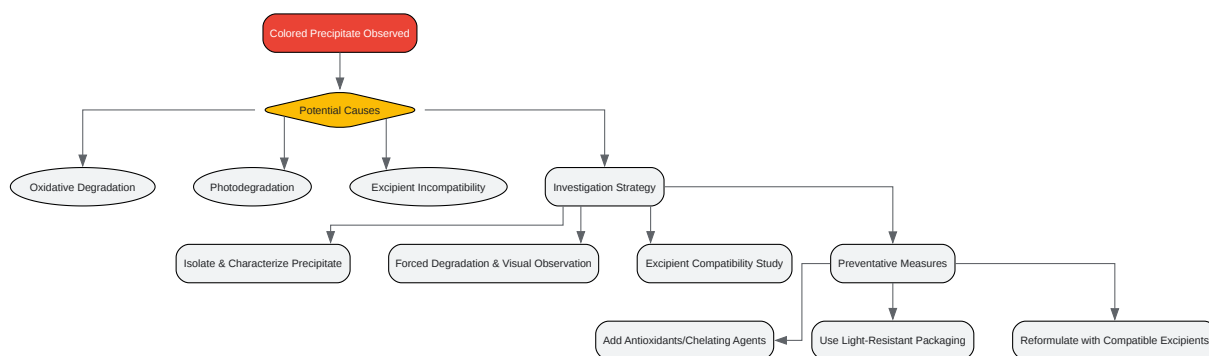 Colored Precipitate Observed
Potential Causes
Oxidative Degradation
Photodegradation
Excipient Incompatibility
Investigation Strategy
Isolate & Characterize Precipitate
Forced Degradation & Visual Observation
Excipient Compatibility Study
Preventative Measures
Add Antioxidants/Chelating Agents
Use Light-Resistant Packaging
Reformulate with Compatible Excipients